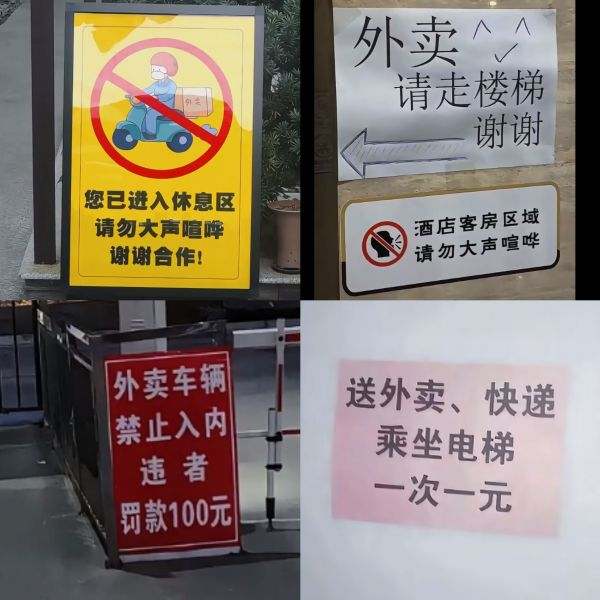 外卖
您已进入休息区
请勿大声喧哗
谢谢合作！
外卖
请走楼梯
谢谢
酒店客房区域
请勿大声喧哗
外卖车辆
禁止入内
违者
罚款100元
送外卖、快递
乘坐电梯
一次一元